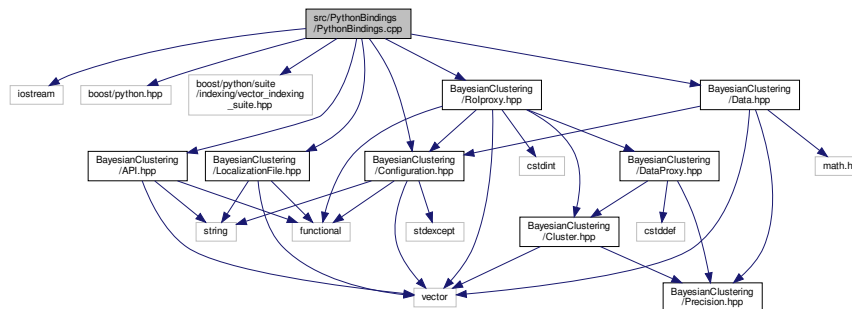 src/PythonBindings
/PythonBindings.cpp
iostream
boost/python.hpp
boost/python/suite
/indexing/vector_indexing
_suite.hpp
BayesianClustering
/RoIproxy.hpp
BayesianClustering
/Data.hpp
BayesianClustering
/API.hpp
BayesianClustering
/LocalizationFile.hpp
BayesianClustering
/Configuration.hpp
cstdint
BayesianClustering
/DataProxy.hpp
math.h
string
functional
stdexcept
BayesianClustering
/Cluster.hpp
cstddef
vector
BayesianClustering
/Precision.hpp